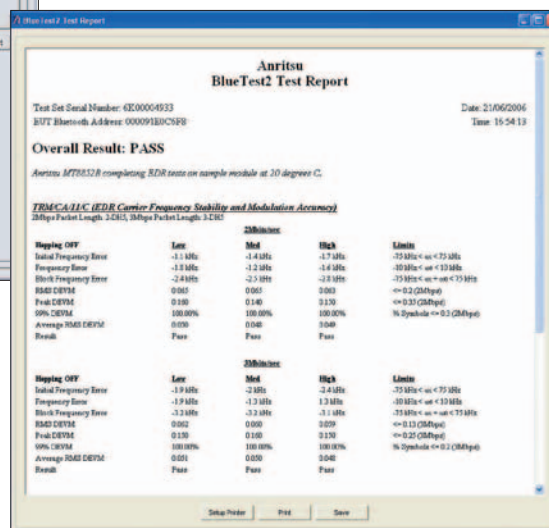 BlueTest2 Test Report
Anritsu
BlueTest2 Test Report
Test Set Serial Number: 6K00004933 Date: 21/06/2006
EUT Bluetooth Address: 000091E0C6F8 Time: 16:54:13
Overall Result: PASS
Anritsu MT8852B completing EDR tests on sample module at 20 degrees C.
TRM/CA/11/C (EDR Carrier Frequency Stability and Modulation Accuracy)
2Mbps Packet Length: 2-DH5, 3Mbps Packet Length: 3-DH5
2Mbit/sec
Hopping OFF Low Med High Limits
Initial Frequency Error -1.1 kHz -1.4 kHz -1.7 kHz -75 kHz < ωi < 75 kHz
Frequency Error -1.8 kHz -1.2 kHz -1.6 kHz -10 kHz < ωo < 10 kHz
Block Frequency Error -2.4 kHz -2.5 kHz -2.8 kHz -75 kHz < ωi + ωo < 75 kHz
RMS DEVM 0.065 0.065 0.063 <= 0.2 (2Mbps)
Peak DEVM 0.160 0.140 0.150 <= 0.35 (2Mbps)
99% DEVM 100.00% 100.00% 100.00% % Symbols <= 0.3 (2Mbps)
Average RMS DEVM 0.050 0.048 0.049
Result Pass Pass Pass
3Mbit/sec
Hopping OFF Low Med High Limits
Initial Frequency Error -1.9 kHz -2 kHz -2.4 kHz -75 kHz < ωi < 75 kHz
Frequency Error -1.9 kHz -1.3 kHz 1.3 kHz -10 kHz < ωo < 10 kHz
Block Frequency Error -3.2 kHz -3.2 kHz -3.1 kHz -75 kHz < ωi + ωo < 75 kHz
RMS DEVM 0.062 0.060 0.059 <= 0.13 (3Mbps)
Peak DEVM 0.150 0.160 0.150 <= 0.25 (3Mbps)
99% DEVM 100.00% 100.00% 100.00% % Symbols <= 0.2 (3Mbps)
Average RMS DEVM 0.051 0.050 0.048
Result Pass Pass Pass
Setup Printer Print Save